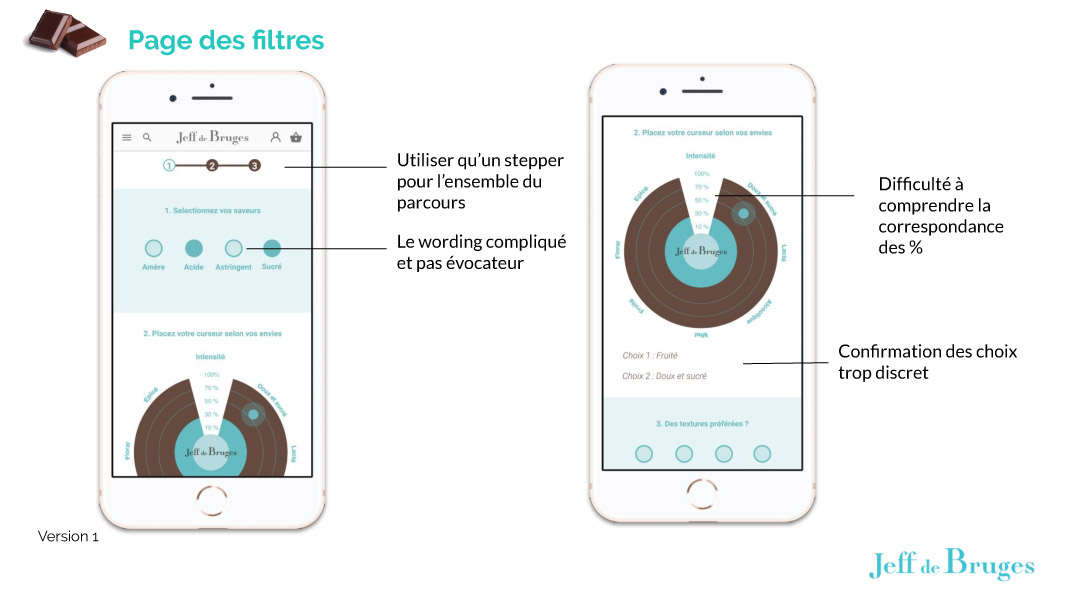 Page des filtres
Jeff de Bruges
1 2 3
1. Selectionnez vos saveurs
Amère Acide Astringent Sucré
2. Placez votre curseur selon vos envies
Intensité
100%
70 %
50 %
30 %
10 %
Epicé
Doux et sucré
Floral
Lacté
Jeff de Bruges
Utiliser qu'un stepper
pour l'ensemble du
parcours
Le wording compliqué
et pas évocateur
2. Placez votre curseur selon vos envies
Intensité
100%
70 %
50 %
30 %
10 %
Epicé
Doux et sucré
Floral
Lacté
Jeff de Bruges
Fruité
Alcoolique
Miel
Choix 1 : Fruité
Choix 2 : Doux et sucré
3. Des textures préférées ?
Difficulté à
comprendre la
correspondance
des %
Confirmation des choix
trop discret
Version 1
Jeff de Bruges